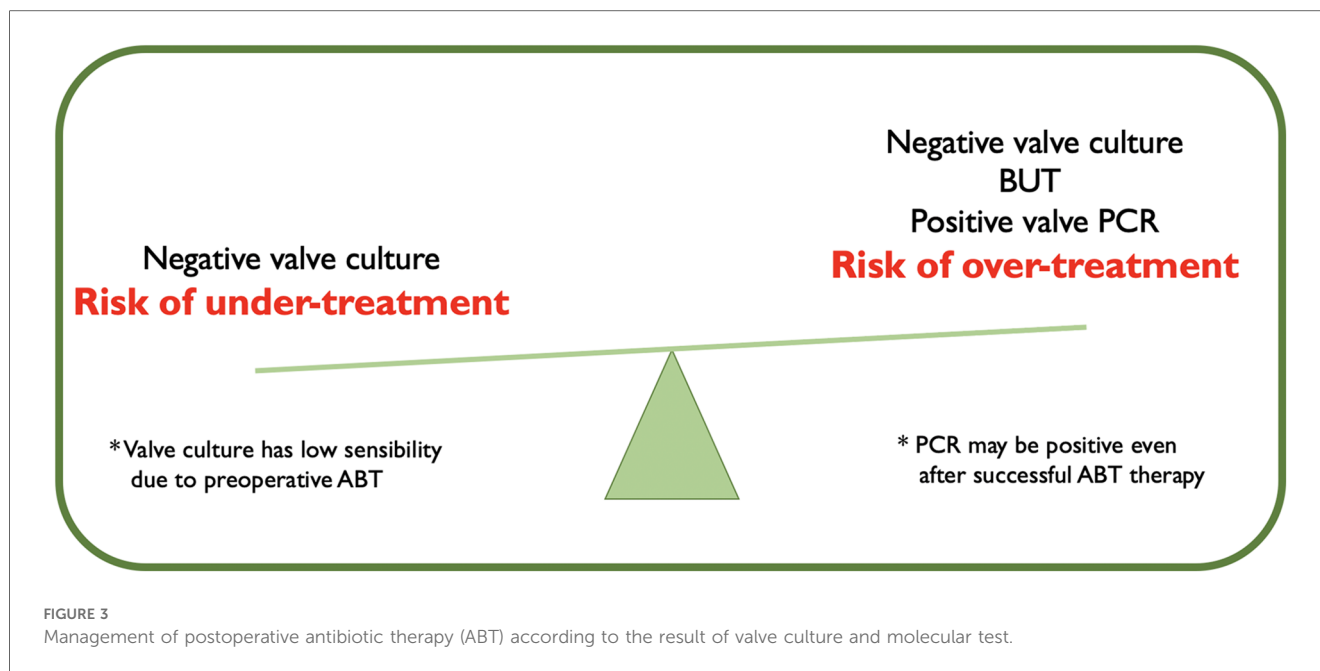 Negative valve culture
Risk of under-treatment
Negative valve culture
BUT
Positive valve PCR
Risk of over-treatment
* Valve culture has low sensibility
due to preoperative ABT
* PCR may be positive even
after successful ABT therapy
FIGURE 3
Management of postoperative antibiotic therapy (ABT) according to the result of valve culture and molecular test.